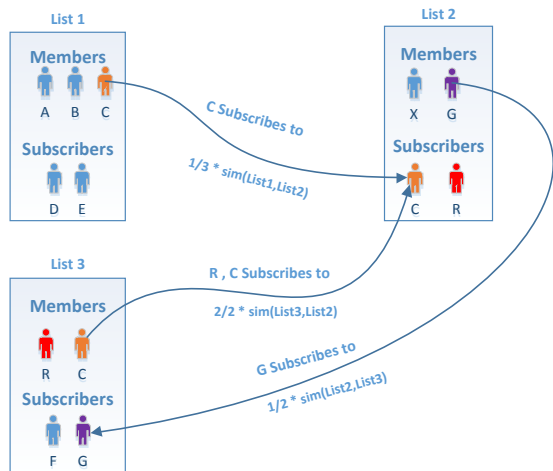 List 1
Members
A B C
Subscribers
D E
List 2
Members
X G
Subscribers
C R
C Subscribes to
1/3 * sim(List1,List2)
List 3
Members
R C
Subscribers
F G
R , C Subscribes to
2/2 * sim(List3,List2)
G Subscribes to
1/2 * sim(List2,List3)